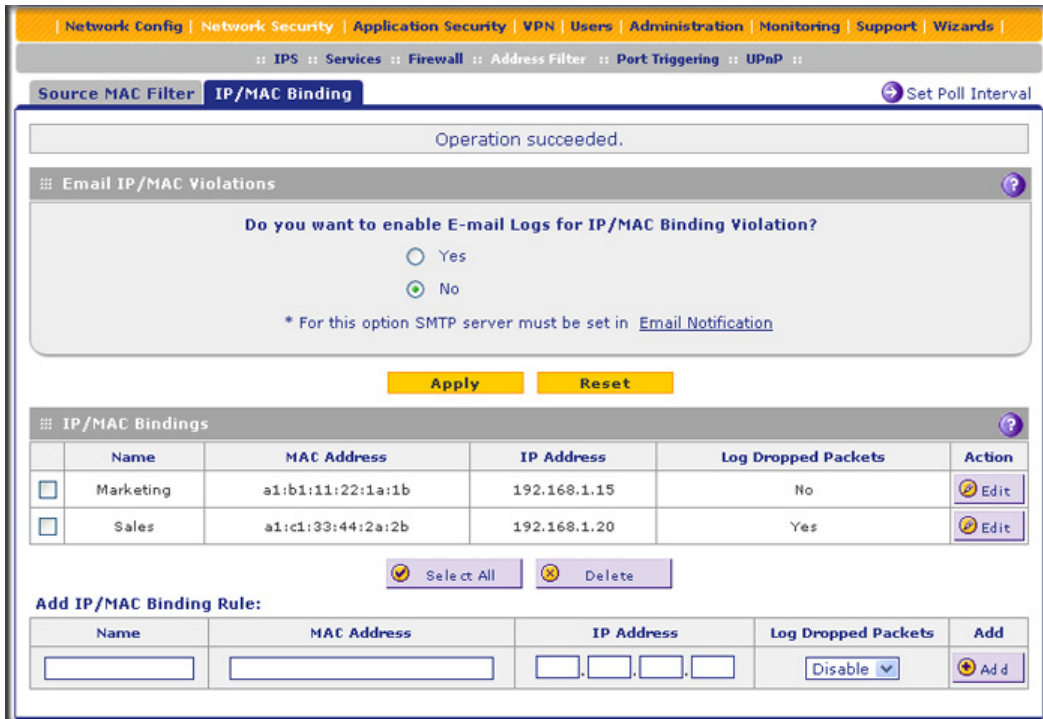 | Network Config | Network Security | Application Security | VPN | Users | Administration | Monitoring | Support | Wizards |
:: IPS :: Services :: Firewall :: Address Filter :: Port Triggering :: UPnP ::
Source MAC Filter IP/MAC Binding Set Poll Interval
Operation succeeded.
Email IP/MAC Violations ?
Do you want to enable E-mail Logs for IP/MAC Binding Violation?
Yes
No
* For this option SMTP server must be set in Email Notification
Apply Reset
IP/MAC Bindings ?
Name MAC Address IP Address Log Dropped Packets Action
Marketing a1:b1:11:22:1a:1b 192.168.1.15 No Edit
Sales a1:c1:33:44:2a:2b 192.168.1.20 Yes Edit
Select All Delete
Add IP/MAC Binding Rule:
Name MAC Address IP Address Log Dropped Packets Add
. . . Disable Add